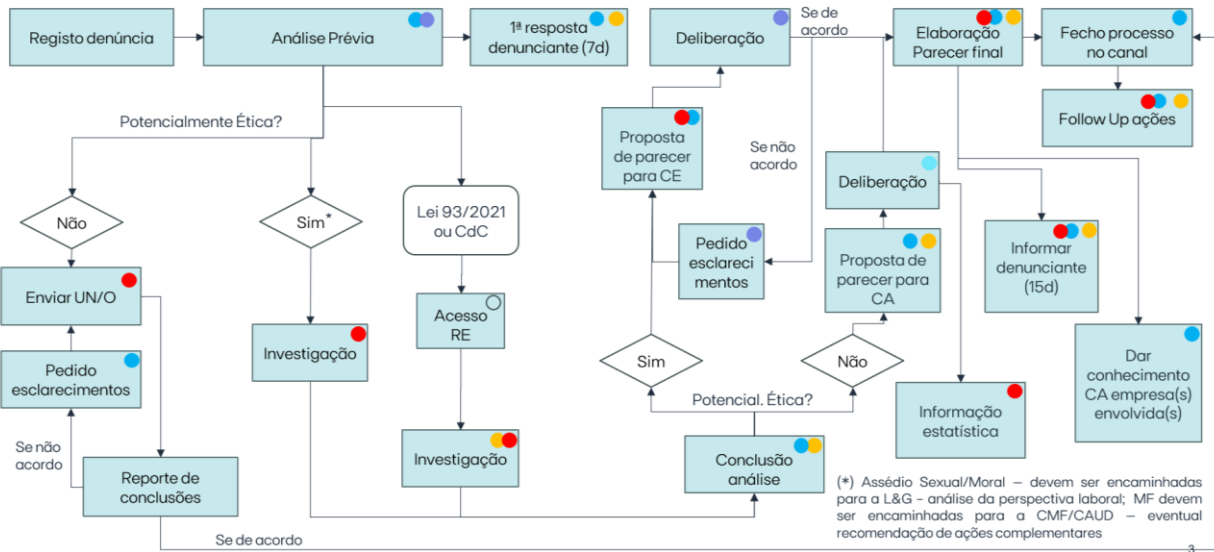 Registo denúncia
Análise Prévia
1ª resposta
denunciante (7d)
Deliberação
Se de
acordo
Elaboração
Parecer final
Fecho processo
no canal
Follow Up ações
Potencialmente Ética?
Proposta
de parecer
para CE
Se não
acordo
Deliberação
Não
Sim*
Lei 93/2021
ou CdC
Pedido
esclareci
mentos
Proposta de
parecer para
CA
Informar
denunciante
(15d)
Enviar UN/O
Acesso
RE
Investigação
Pedido
esclarecimentos
Sim
Não
Dar
conhecimento
CA empresa(s)
envolvida(s)
Potencial. Ética?
Informação
estatística
Se não
acordo
Reporte de
conclusões
Investigação
Conclusão
análise
(*) Assédio Sexual/Moral – devem ser encaminhadas
para a L&G - análise da perspectiva laboral; MF devem
ser encaminhadas para a CMF/CAUD – eventual
recomendação de ações complementares
Se de acordo
3